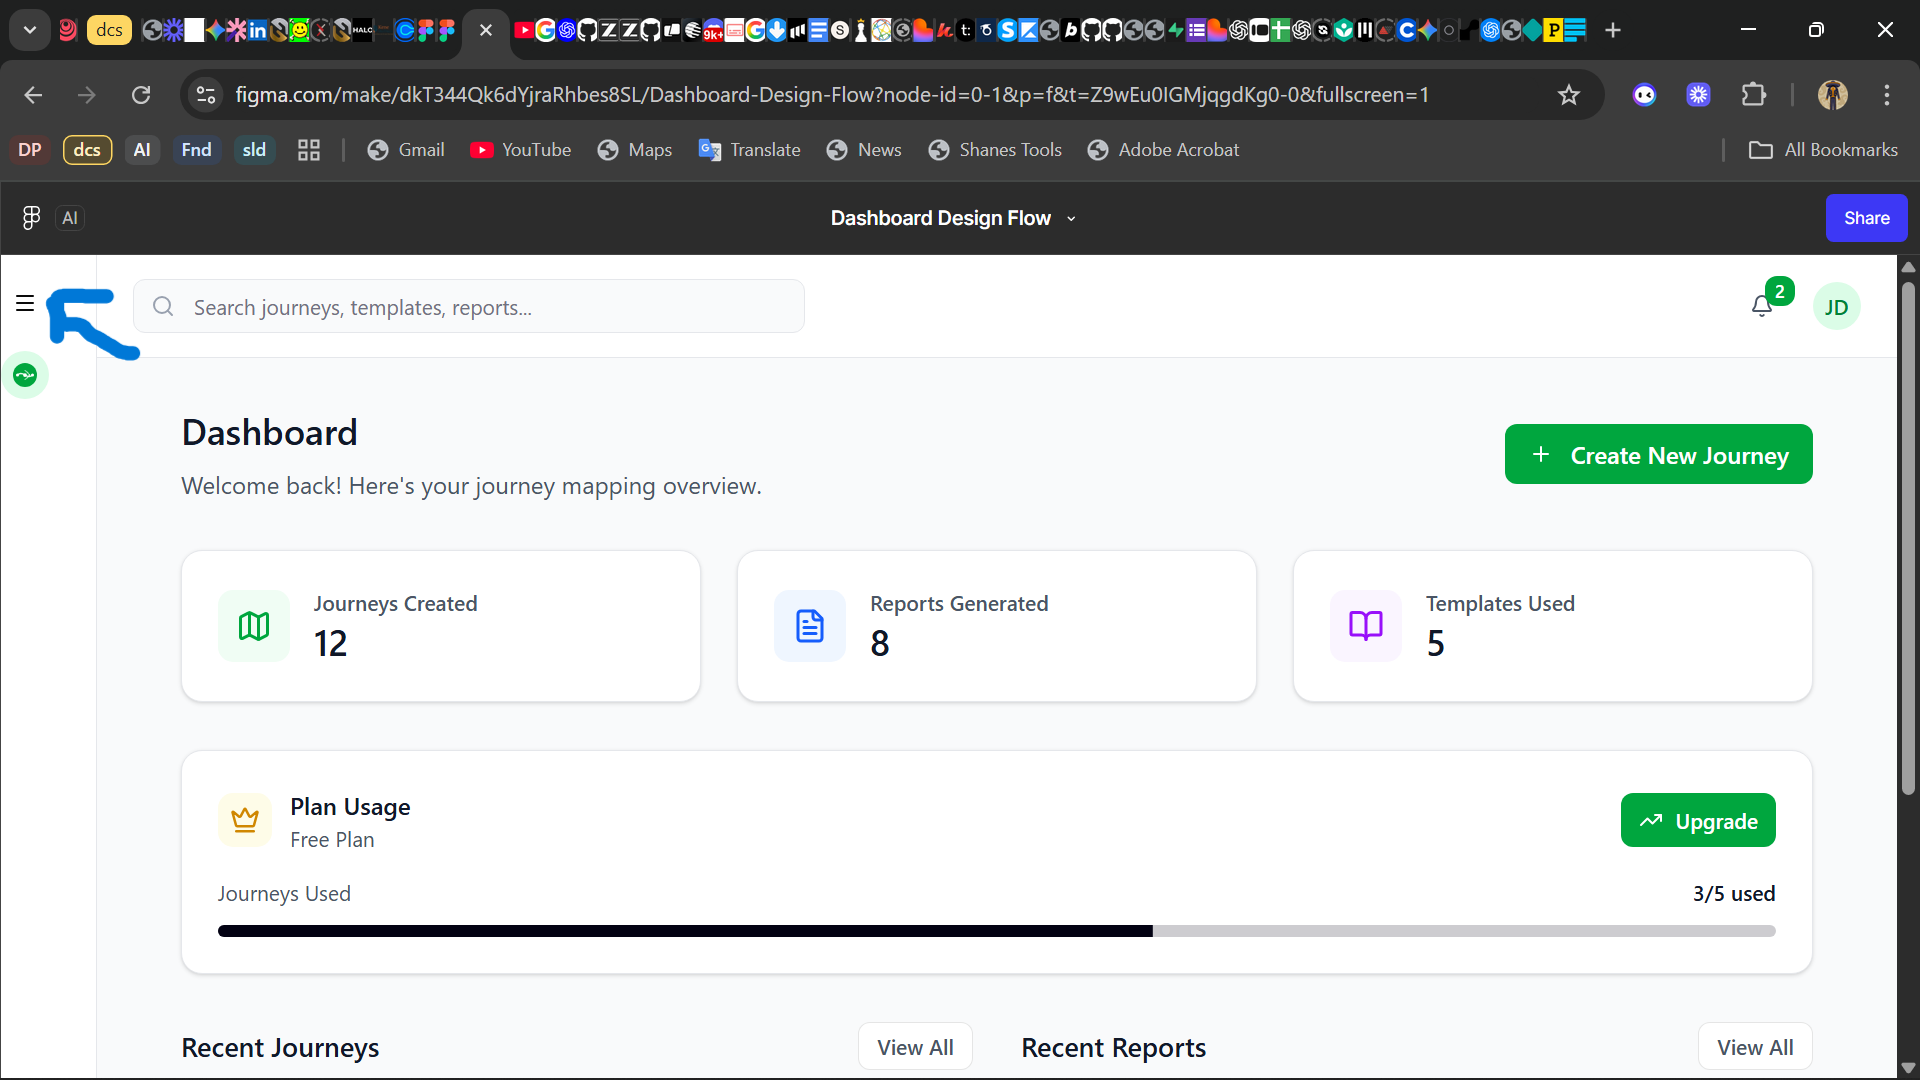 dcs
HALO
9k+
figma.com/make/dkT344Qk6dYjraRhbes8SL/Dashboard-Design-Flow?node-id=0-1&p=f&t=Z9wEu0IGMjqgdKg0-0&fullscreen=1
DP dcs AI Fnd sld Gmail YouTube Maps Translate News Shanes Tools Adobe Acrobat All Bookmarks
AI Dashboard Design Flow Share
Search journeys, templates, reports... 2 JD
Dashboard
Welcome back! Here's your journey mapping overview.
+ Create New Journey
Journeys Created
12
Reports Generated
8
Templates Used
5
Plan Usage
Free Plan
Upgrade
Journeys Used 3/5 used
Recent Journeys View All
Recent Reports View All